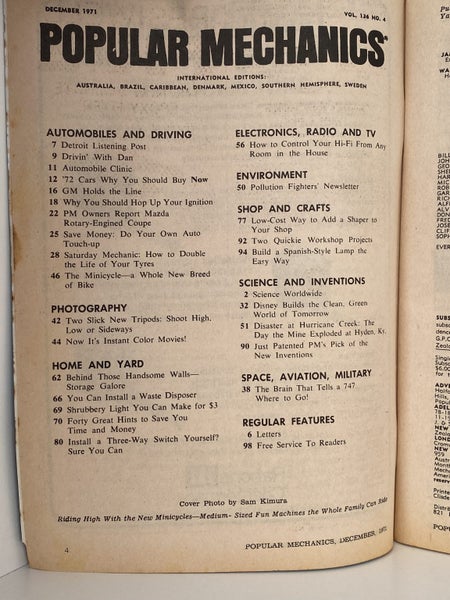 DECEMBER 1971
VOL. 136 NO. 4
POPULAR MECHANICS®
INTERNATIONAL EDITIONS:
AUSTRALIA, BRAZIL, CARIBBEAN, DENMARK, MEXICO, SOUTHERN HEMISPHERE, SWEDEN
AUTOMOBILES AND DRIVING
7 Detroit Listening Post
9 Drivin' With Dan
11 Automobile Clinic
12 '72 Cars Why You Should Buy Now
16 GM Holds the Line
18 Why You Should Hop Up Your Ignition
22 PM Owners Report Mazda
Rotary-Engined Coupe
25 Save Money: Do Your Own Auto
Touch-up
28 Saturday Mechanic: How to Double
the Life of Your Tyres
46 The Minicycle—a Whole New Breed
of Bike
PHOTOGRAPHY
42 Two Slick New Tripods: Shoot High,
Low or Sideways
44 Now It's Instant Color Movies!
HOME AND YARD
62 Behind Those Handsome Walls—
Storage Galore
66 You Can Install a Waste Disposer
69 Shrubbery Light You Can Make for $3
70 Forty Great Hints to Save You
Time and Money
80 Install a Three-Way Switch Yourself?
Sure You Can
ELECTRONICS, RADIO AND TV
56 How to Control Your Hi-Fi From Any
Room in the House
ENVIRONMENT
50 Pollution Fighters' Newsletter
SHOP AND CRAFTS
77 Low-Cost Way to Add a Shaper to
Your Shop
92 Two Quickie Workshop Projects
94 Build a Spanish-Style Lamp the
Easy Way
SCIENCE AND INVENTIONS
2 Science Worldwide
32 Disney Builds the Clean, Green
World of Tomorrow
51 Disaster at Hurricane Creek: The
Day the Mine Exploded at Hyden, Ky.
90 Just Patented PM's Pick of the
New Inventions
SPACE, AVIATION, MILITARY
38 The Brain That Tells a 747
Where to Go!
REGULAR FEATURES
6 Letters
98 Free Service To Readers
Cover Photo by Sam Kimura
Riding High With the New Minicycles—Medium- Sized Fun Machines the Whole Family Can Ride
4
POPULAR MECHANICS, DECEMBER, 1971